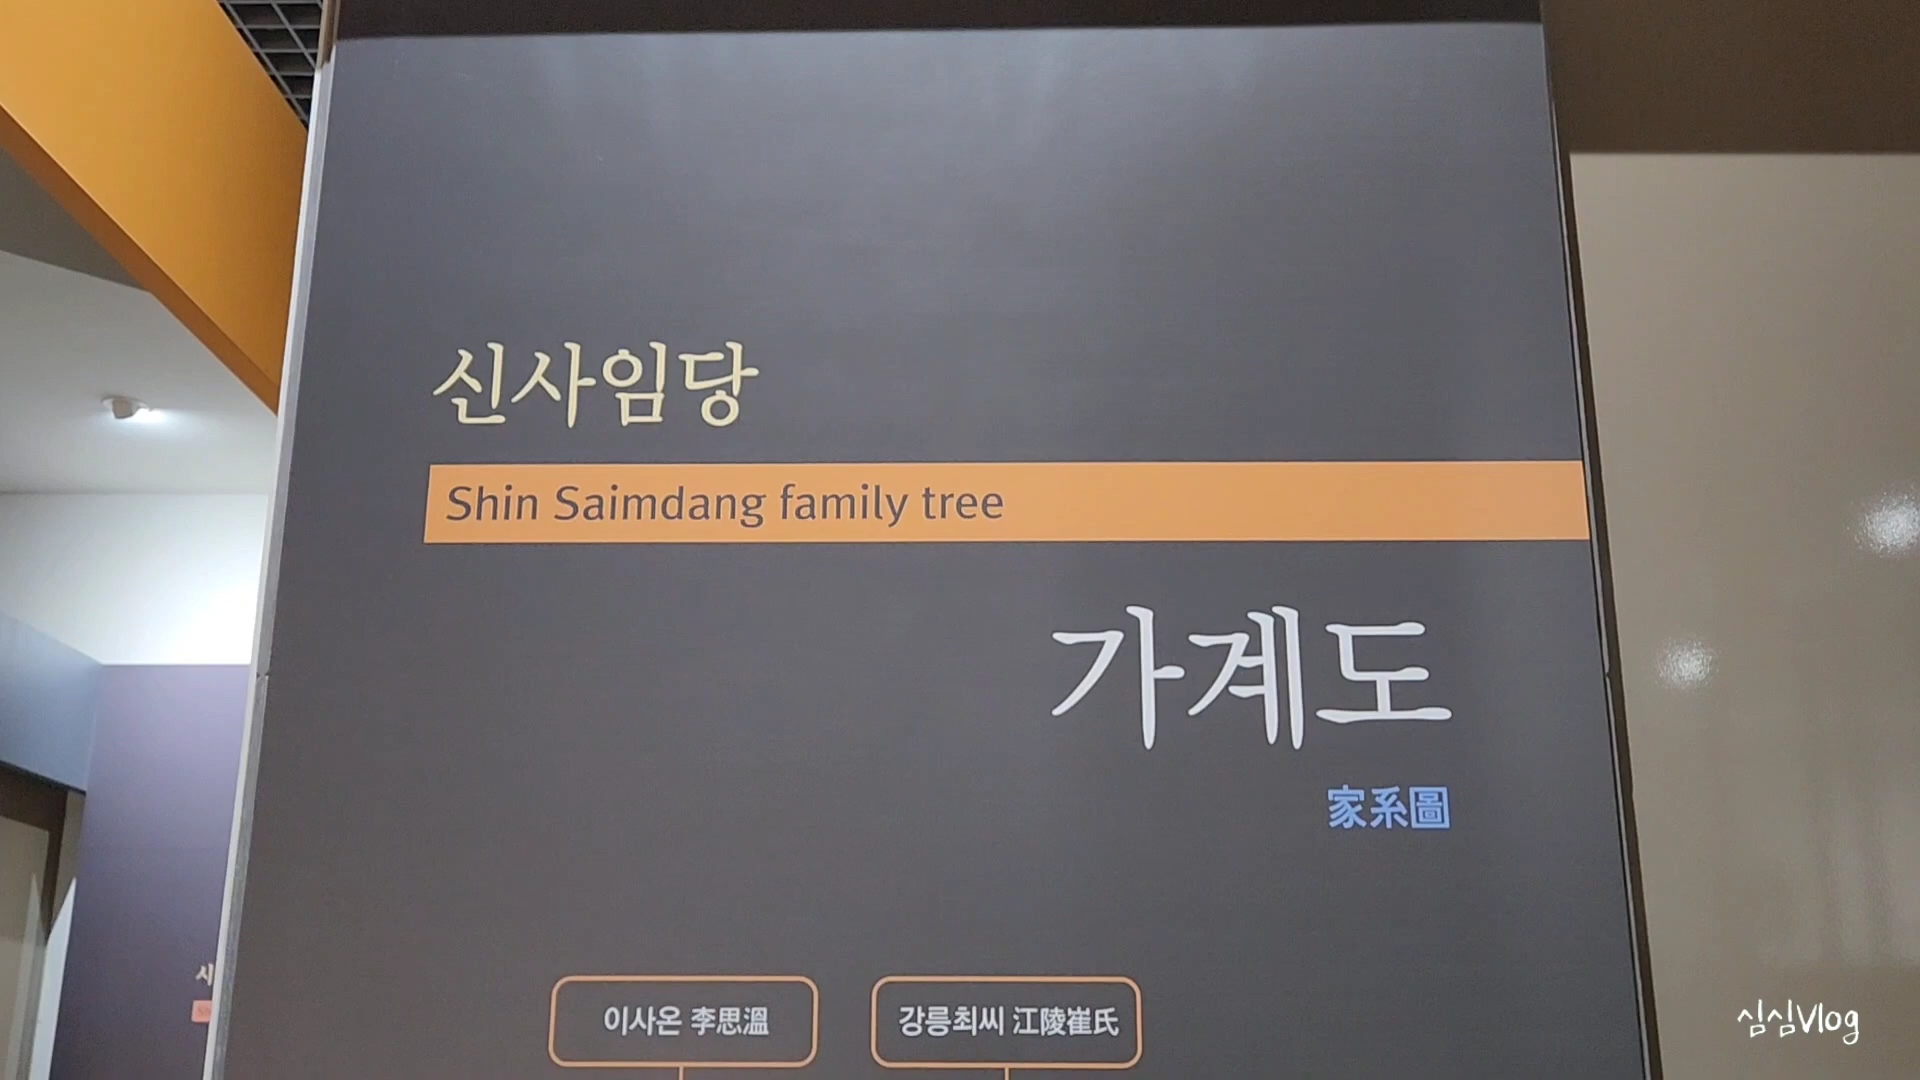 신사임당
Shin Saimdang family tree
가계도
家系圖
이사온 李思溫
강릉최씨 江陵崔氏
심심Vlog